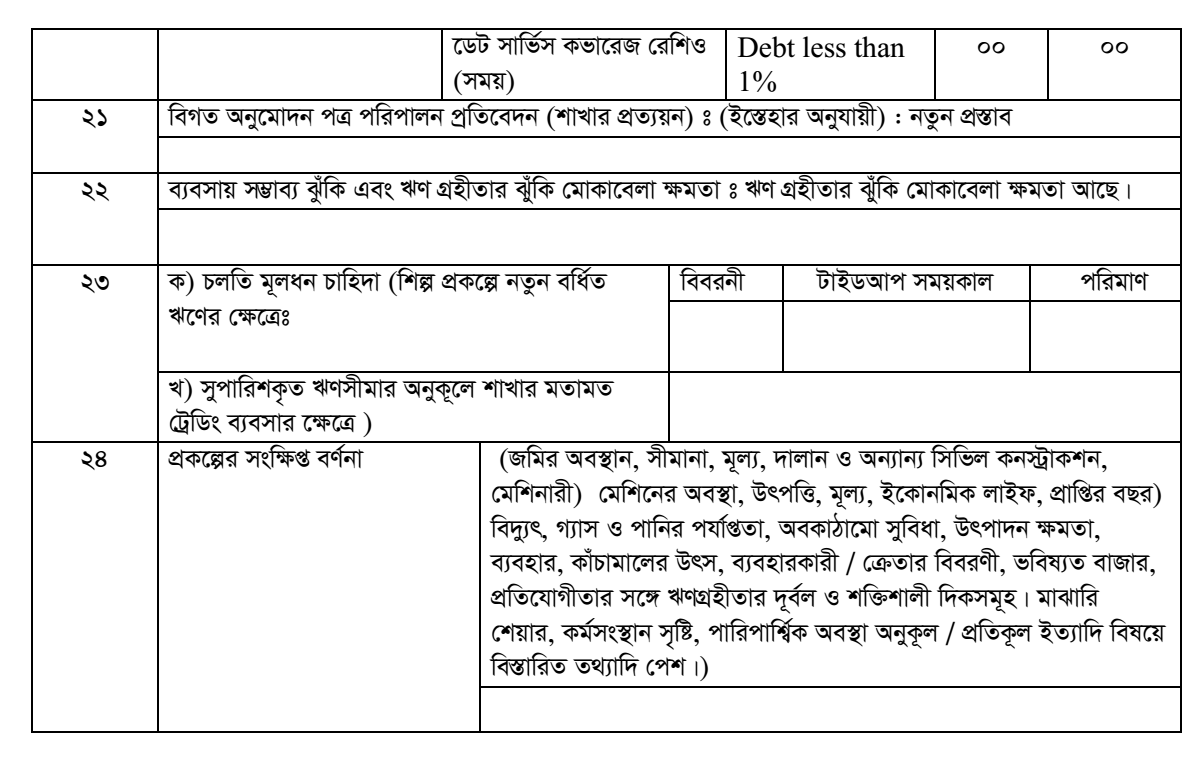 ডেট সার্ভিস কভারেজ রেশিও
(সময়)
Debt less than
1%
০০
০০
২১
বিগত অনুমোদন পত্র পরিপালন প্রতিবেদন (শাখার প্রত্যয়ন) ঃ (ইস্তেহার অনুযায়ী) : নতুন প্রস্তাব
২২
ব্যবসায় সম্ভাব্য ঝুঁকি এবং ঋণ গ্রহীতার ঝুঁকি মোকাবেলা ক্ষমতা ঃ ঋণ গ্রহীতার ঝুঁকি মোকাবেলা ক্ষমতা আছে।
২৩
ক) চলতি মূলধন চাহিদা (শিল্প প্রকল্পে নতুন বর্ধিত
ঋণের ক্ষেত্রেঃ
বিবরনী
টাইডআপ সময়কাল
পরিমাণ
খ) সুপারিশকৃত ঋণসীমার অনুকূলে শাখার মতামত
ট্রেডিং ব্যবসার ক্ষেত্রে )
২৪
প্রকল্পের সংক্ষিপ্ত বর্ণনা
(জমির অবস্থান, সীমানা, মূল্য, দালান ও অন্যান্য সিভিল কনস্ট্রাকশন,
মেশিনারী) মেশিনের অবস্থা, উৎপত্তি, মূল্য, ইকোনমিক লাইফ, প্রাপ্তির বছর)
বিদ্যুৎ, গ্যাস ও পানির পর্যাপ্ততা, অবকাঠামো সুবিধা, উৎপাদন ক্ষমতা,
ব্যবহার, কাঁচামালের উৎস, ব্যবহারকারী / ক্রেতার বিবরণী, ভবিষ্যত বাজার,
প্রতিযোগীতার সঙ্গে ঋণগ্রহীতার দূর্বল ও শক্তিশালী দিকসমূহ। মাঝারি
শেয়ার, কর্মসংস্থান সৃষ্টি, পারিপার্শ্বিক অবস্থা অনুকূল / প্রতিকূল ইত্যাদি বিষয়ে
বিস্তারিত তথ্যাদি পেশ।)